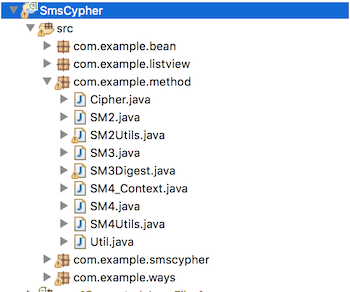 SmsCypher
src
com.example.bean
com.example.listview
com.example.method
Cipher.java
SM2.java
SM2Utils.java
SM3.java
SM3Digest.java
SM4_Context.java
SM4.java
SM4Utils.java
Util.java
com.example.smscypher
com.example.ways